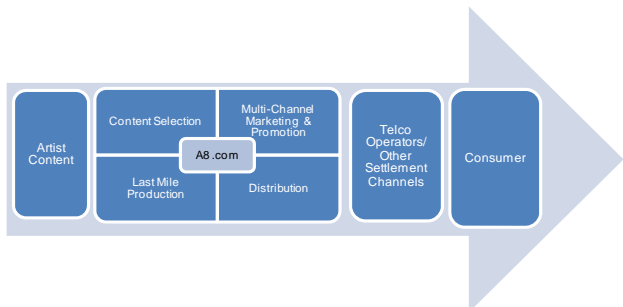 Artist
Content
Content Selection
Multi-Channel
Marketing &
Promotion
A8.com
Last Mile
Production
Distribution
Telco
Operators/
Other
Settlement
Channels
Consumer